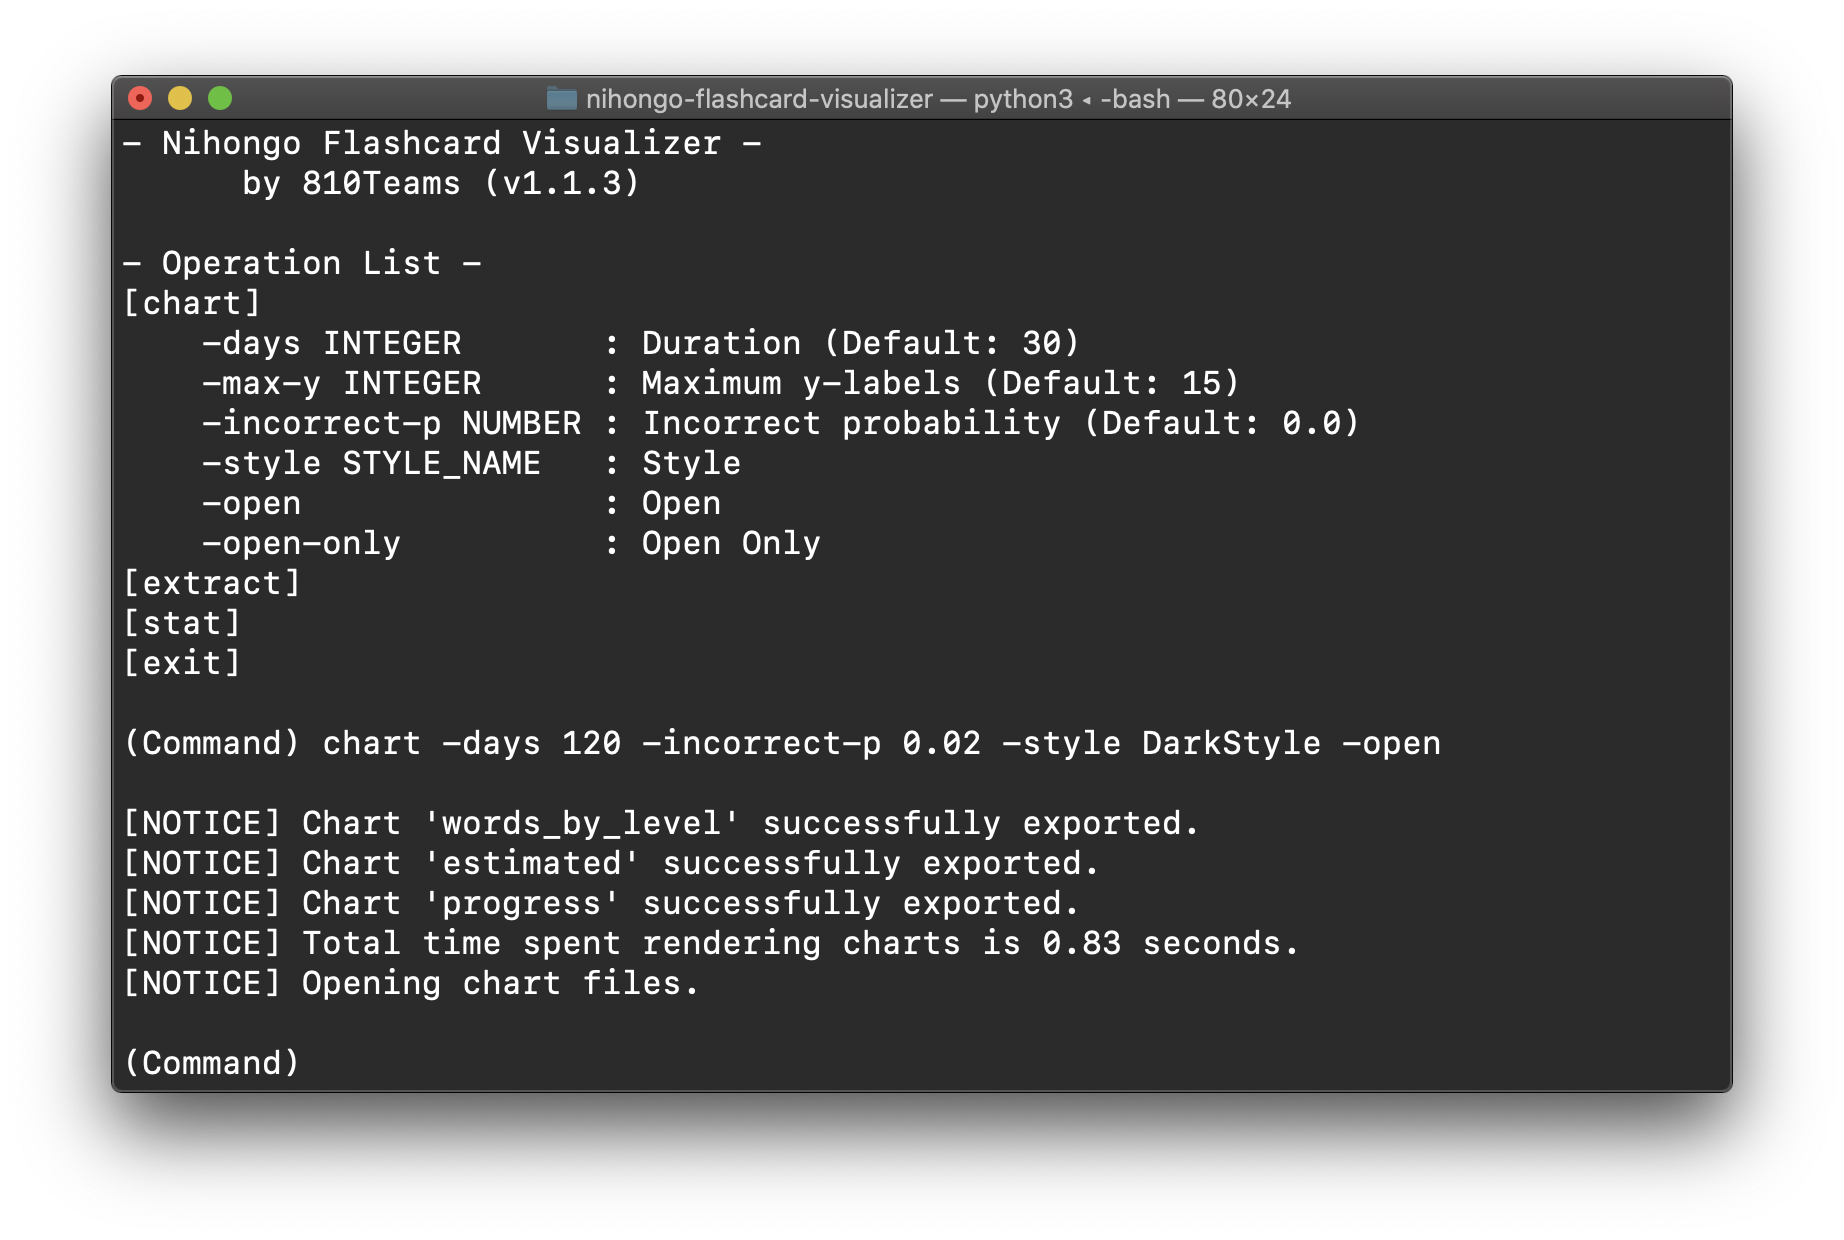 nihongo-flashcard-visualizer — python3 ◂ -bash — 80×24
- Nihongo Flashcard Visualizer -
      by 810Teams (v1.1.3)

- Operation List -
[chart]
    -days INTEGER       : Duration (Default: 30)
    -max-y INTEGER      : Maximum y-labels (Default: 15)
    -incorrect-p NUMBER : Incorrect probability (Default: 0.0)
    -style STYLE_NAME   : Style
    -open               : Open
    -open-only          : Open Only
[extract]
[stat]
[exit]

(Command) chart -days 120 -incorrect-p 0.02 -style DarkStyle -open

[NOTICE] Chart 'words_by_level' successfully exported.
[NOTICE] Chart 'estimated' successfully exported.
[NOTICE] Chart 'progress' successfully exported.
[NOTICE] Total time spent rendering charts is 0.83 seconds.
[NOTICE] Opening chart files.

(Command)